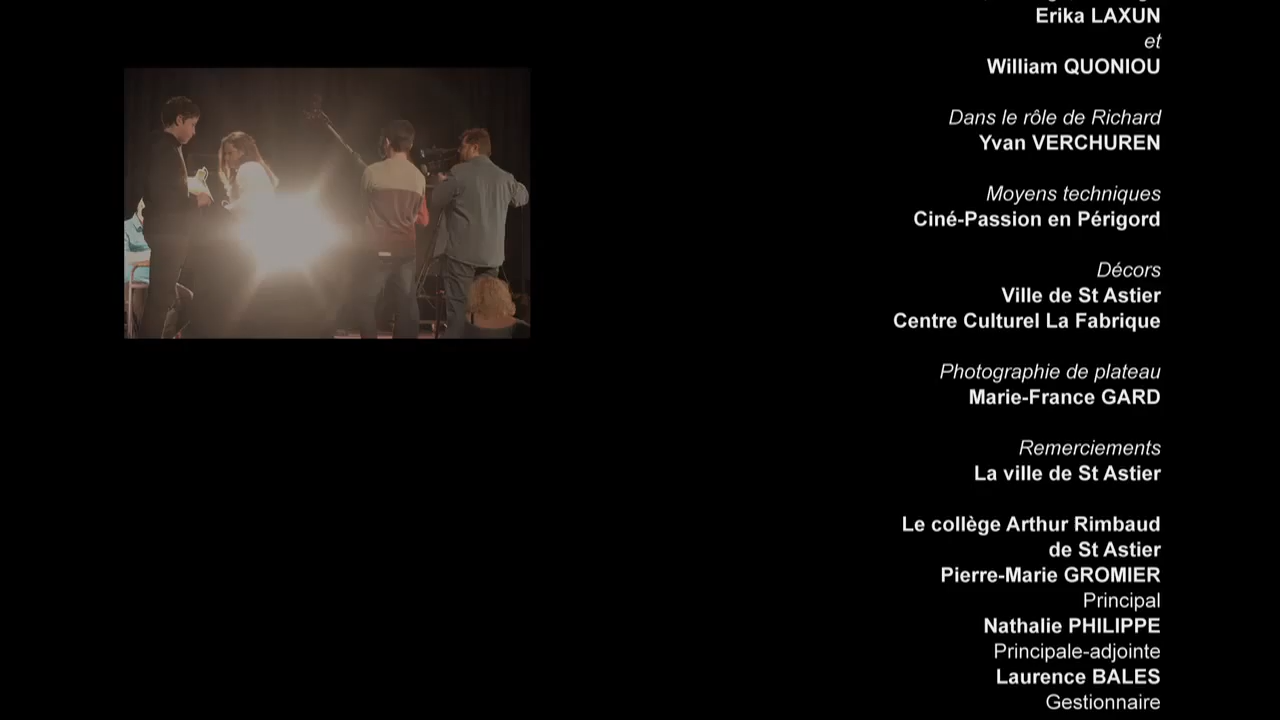 Erika LAXUN
et
William QUONIOU
Dans le rôle de Richard
Yvan VERCHUREN
Moyens techniques
Ciné-Passion en Périgord
Décors
Ville de St Astier
Centre Culturel La Fabrique
Photographie de plateau
Marie-France GARD
Remerciements
La ville de St Astier
Le collège Arthur Rimbaud
de St Astier
Pierre-Marie GROMIER
Principal
Nathalie PHILIPPE
Principale-adjointe
Laurence BALES
Gestionnaire